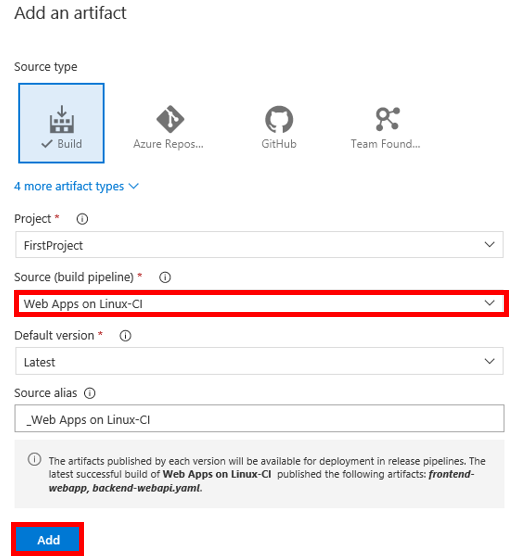 Add an artifact
Source type
Build
Azure Repos...
GitHub
Team Found...
4 more artifact types
Project *
FirstProject
Source (build pipeline) *
Web Apps on Linux-CI
Default version *
Latest
Source alias
_Web Apps on Linux-CI
The artifacts published by each version will be available for deployment in release pipelines. The
latest successful build of Web Apps on Linux-CI published the following artifacts: frontend-
webapp, backend-webapi.yaml.
Add